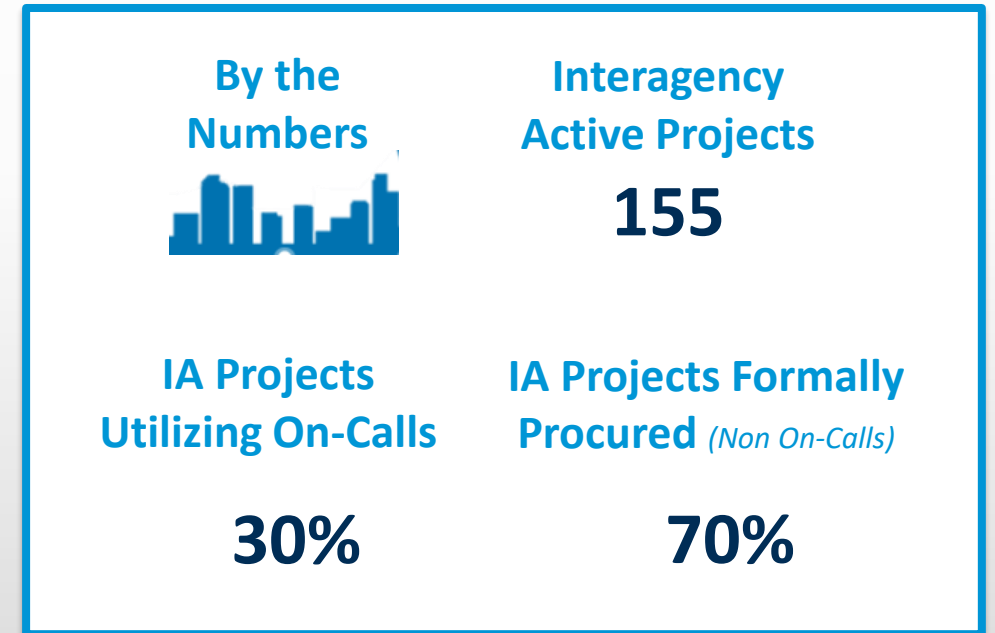 By the
Numbers
Interagency
Active Projects
155
IA Projects
Utilizing On-Calls
30%
IA Projects Formally
Procured (Non On-Calls)
70%